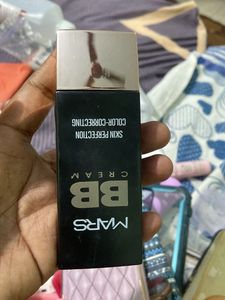 MARS
BB
CREAM
SKIN PERFECTION
COLOR-CORRECTING